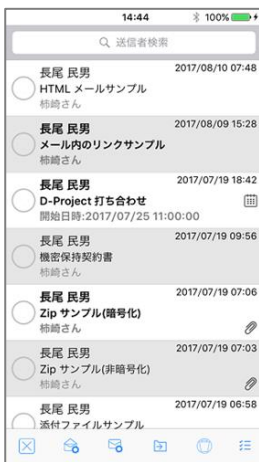 14:44
100%
送信者検索
長尾 民男 2017/08/10 07:48
HTML メールサンプル
柿崎さん
長尾 民男 2017/08/09 15:28
メール内のリンクサンプル
柿崎さん
長尾 民男 2017/07/19 18:42
D-Project 打ち合わせ
開始日時:2017/07/25 11:00:00
長尾 民男 2017/07/19 09:56
機密保持契約書
柿崎さん
長尾 民男 2017/07/19 07:06
Zip サンプル(暗号化)
柿崎さん
長尾 民男 2017/07/19 07:03
Zip サンプル(非暗号化)
柿崎さん
長尾 民男 2017/07/19 06:58
添付ファイルサンプル